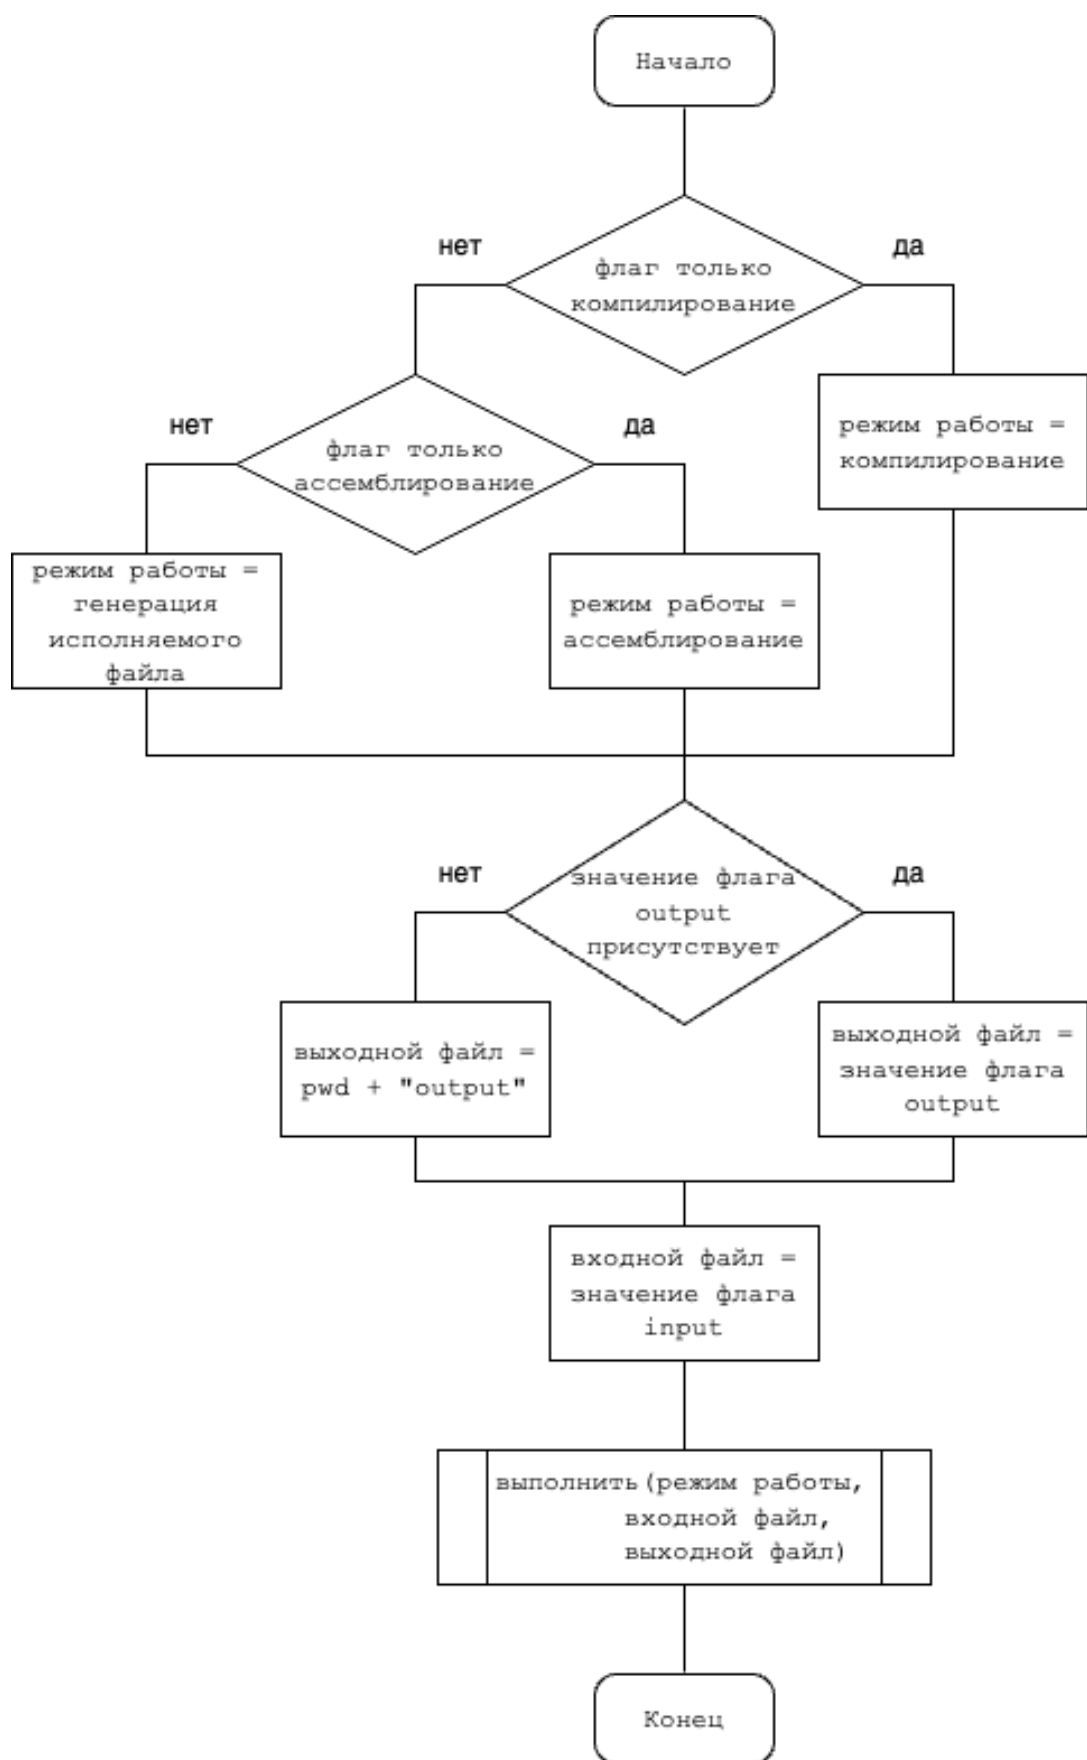 Начало
нет
да
флаг только
компилирование
нет
да
флаг только
ассемблирование
режим работы =
компилирование
режим работы =
генерация
исполняемого
файла
режим работы =
ассемблирование
нет
да
значение флага
output
присутствует
выходной файл =
pwd + "output"
выходной файл =
значение флага
output
входной файл =
значение флага
input
выполнить(режим работы,
входной файл,
выходной файл)
Конец